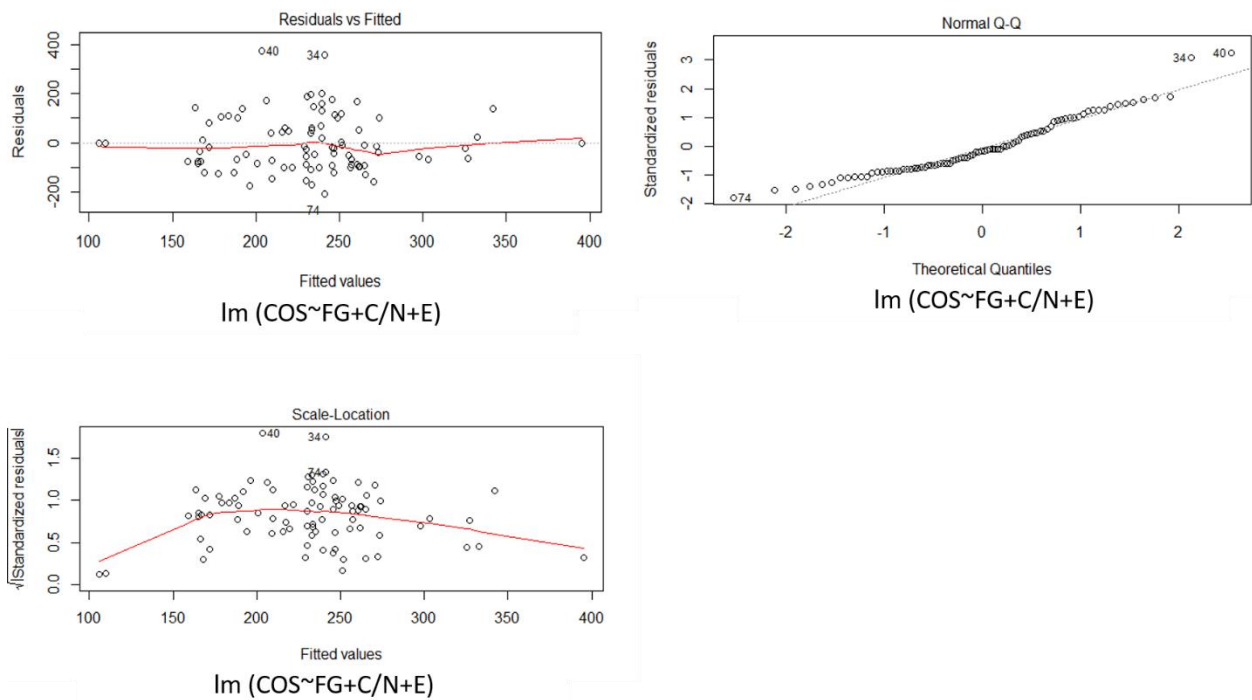 Residuals vs Fitted
Residuals
400
200
0
-200
40
34
74
100 150 200 250 300 350 400
Fitted values
lm (COS~FG+C/N+E)
Normal Q-Q
Standardized residuals
3
2
1
0
-1
-2
34
40
74
-2 -1 0 1 2
Theoretical Quantiles
lm (COS~FG+C/N+E)
Scale-Location
√|Standardized residuals|
1.5
1.0
0.5
0.0
40
34
74
100 150 200 250 300 350 400
Fitted values
lm (COS~FG+C/N+E)